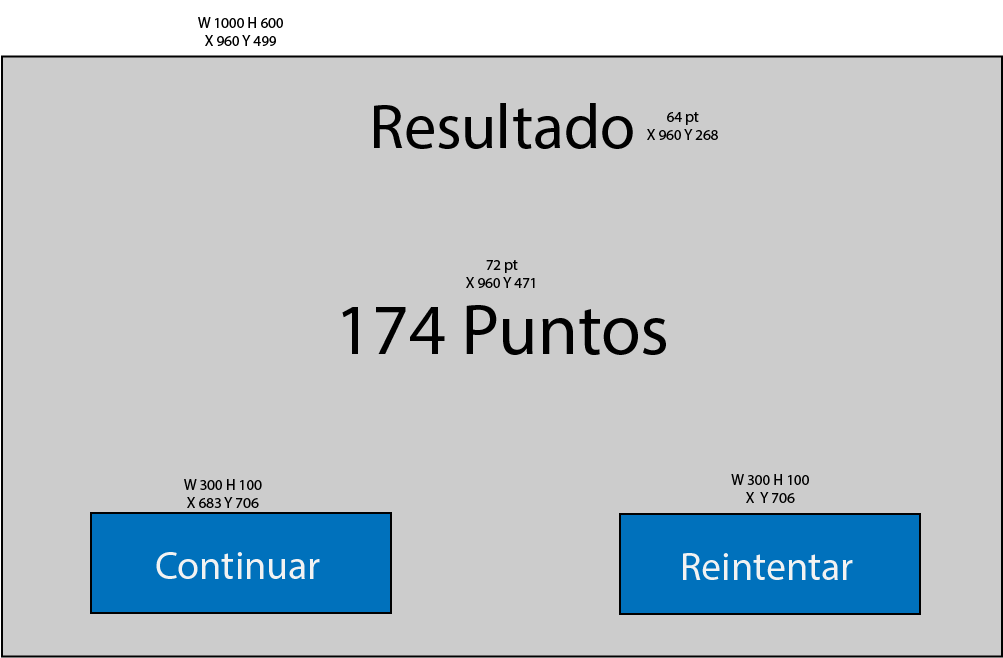 W 1000 H 600
X 960 Y 499
Resultado
64 pt
X 960 Y 268
72 pt
X 960 Y 471
174 Puntos
W 300 H 100
X 683 Y 706
W 300 H 100
X  Y 706
Continuar
Reintentar